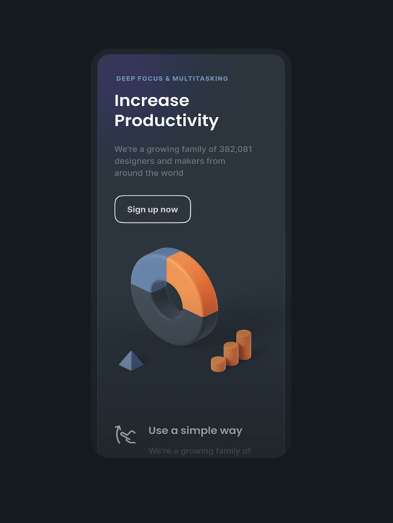 DEEP FOCUS & MULTITASKING
Increase
Productivity
We're a growing family of 382,081
designers and makers from
around the world
Sign up now
Use a simple way
We're a growing family of